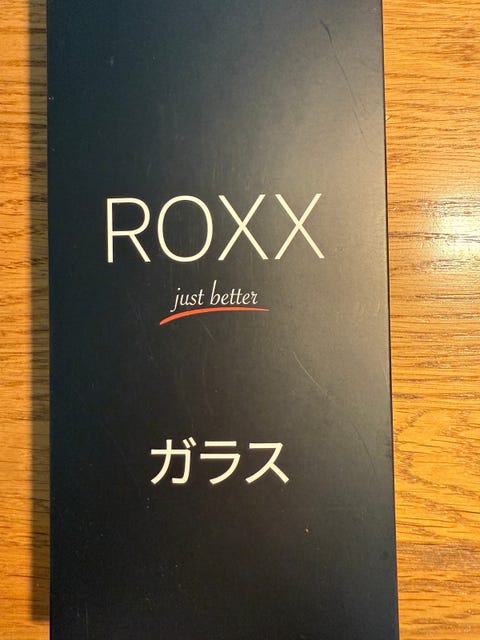 ROXX
just better
ガラス